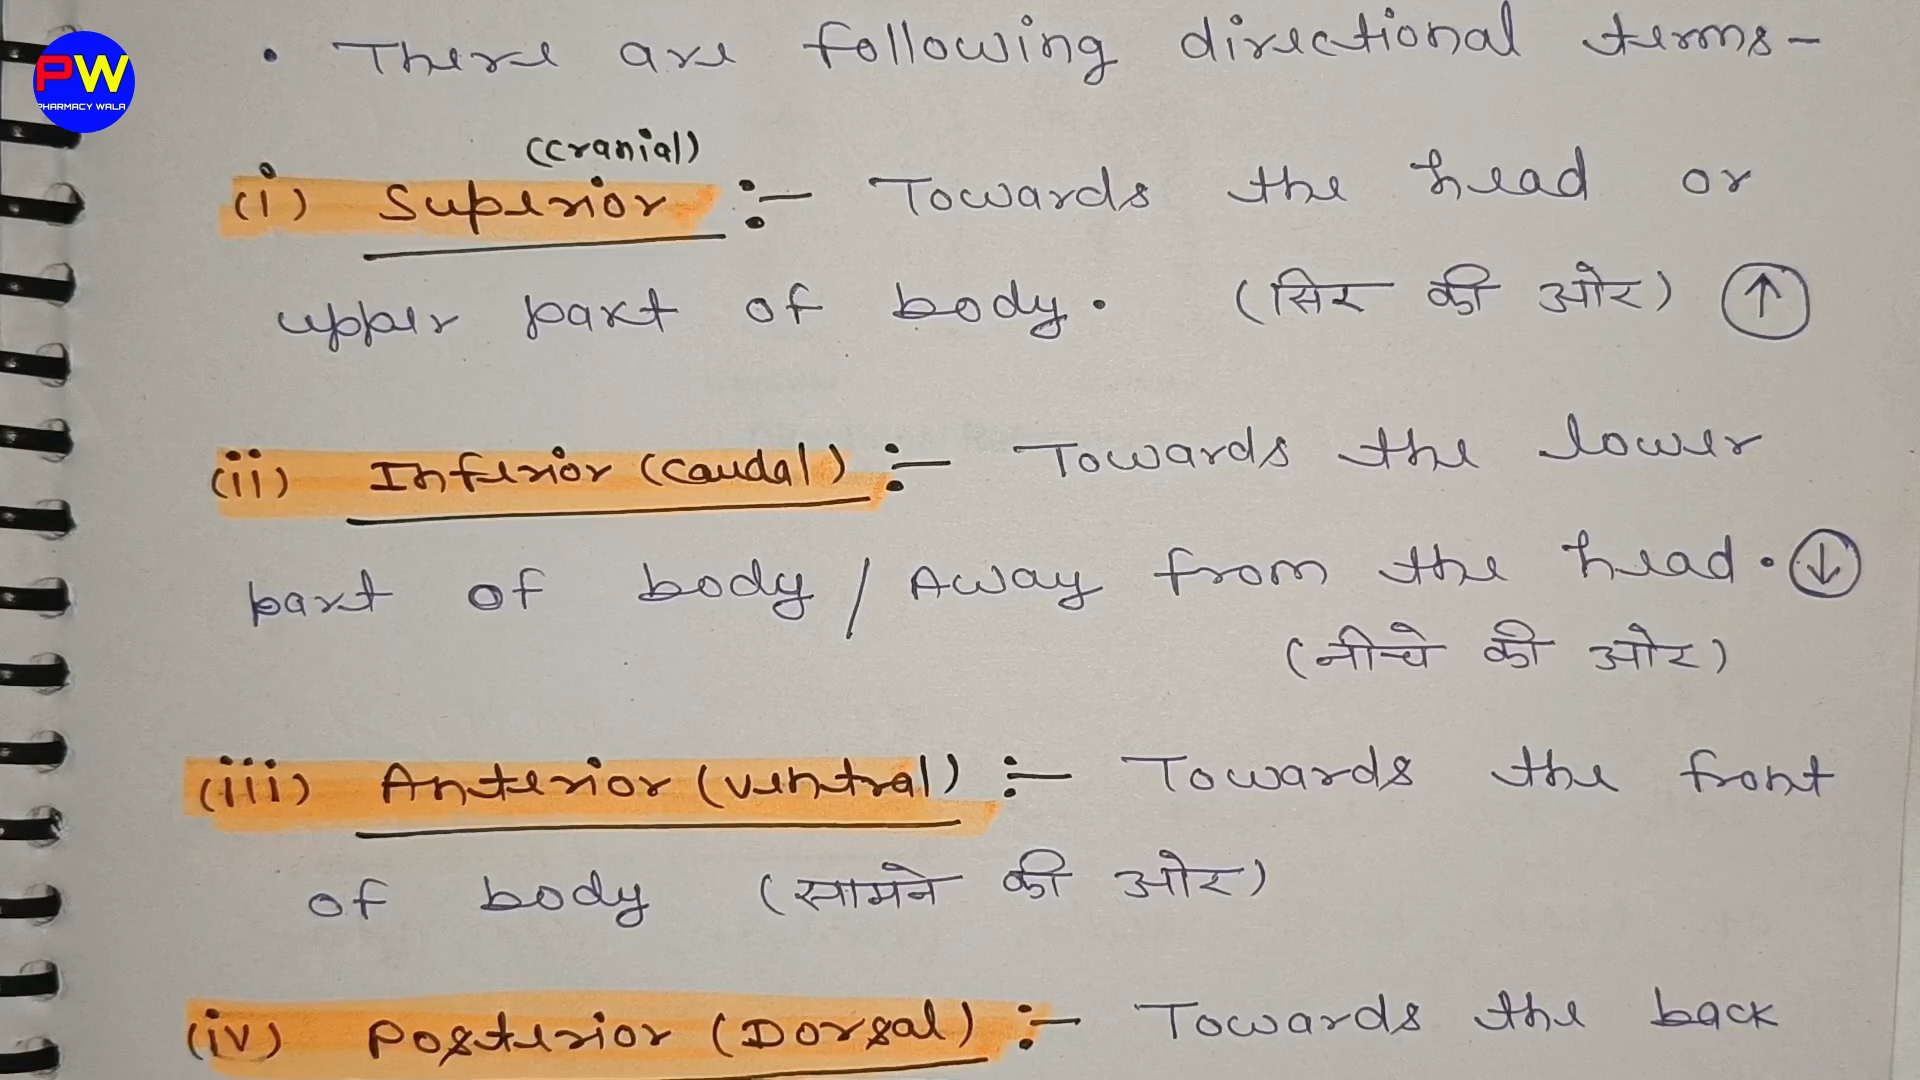 PW
PHARMACY WALA
• There are following directional terms-
(cranial)
(i) Superior :- Towards the head or
upper part of body. (सिर की ओर) ↑
(ii) Inferior (caudal) :- Towards the lower
part of body / Away from the head. ↓
(नीचे की ओर)
(iii) Anterior (ventral) :- Towards the front
of body (सामने की ओर)
(iv) Posterior (Dorsal) :- Towards the back